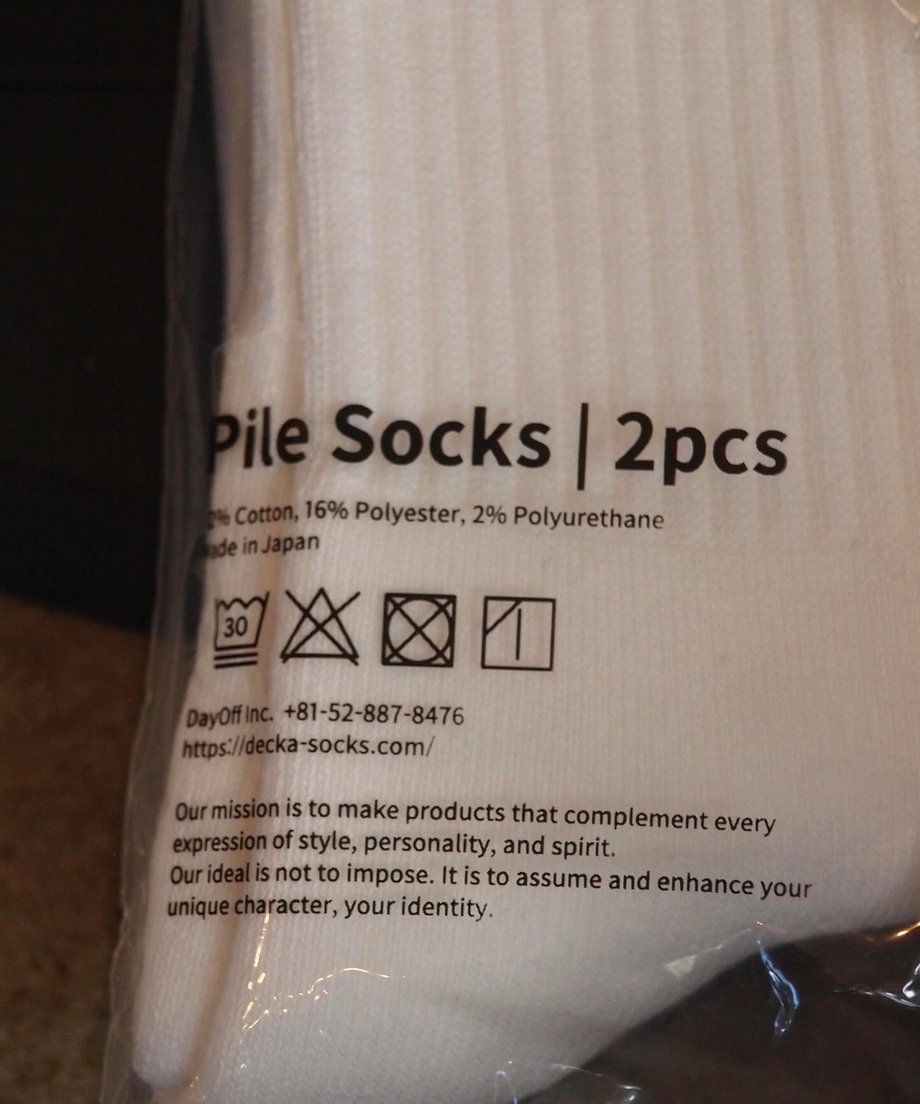 Pile Socks | 2pcs
% Cotton, 16% Polyester, 2% Polyurethane
Made in Japan
30
DayOff Inc. +81-52-887-8476
https://decka-socks.com/
Our mission is to make products that complement every
expression of style, personality, and spirit.
Our ideal is not to impose. It is to assume and enhance your
unique character, your identity.